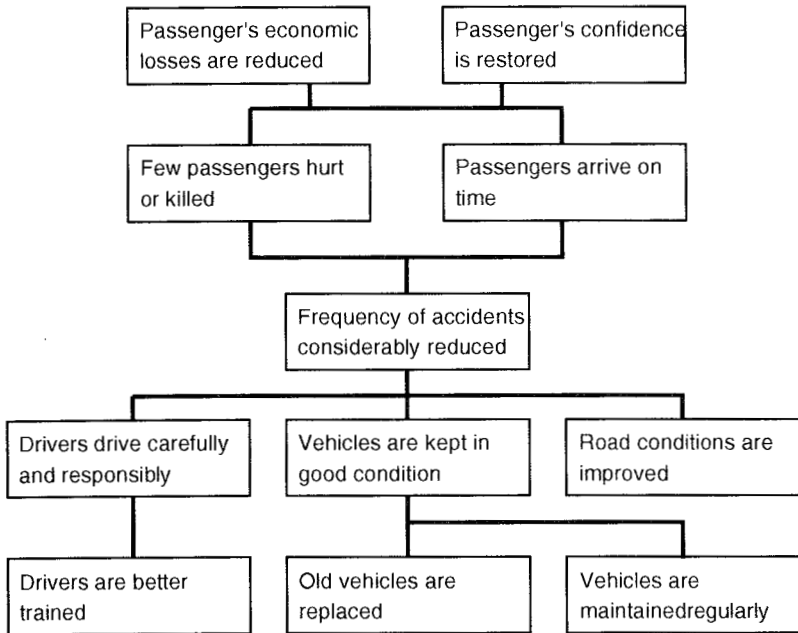 Passenger's economic
losses are reduced
Passenger's confidence
is restored
Few passengers hurt
or killed
Passengers arrive on
time
Frequency of accidents
considerably reduced
Drivers drive carefully
and responsibly
Vehicles are kept in
good condition
Road conditions are
improved
Drivers are better
trained
Old vehicles are
replaced
Vehicles are
maintainedregularly